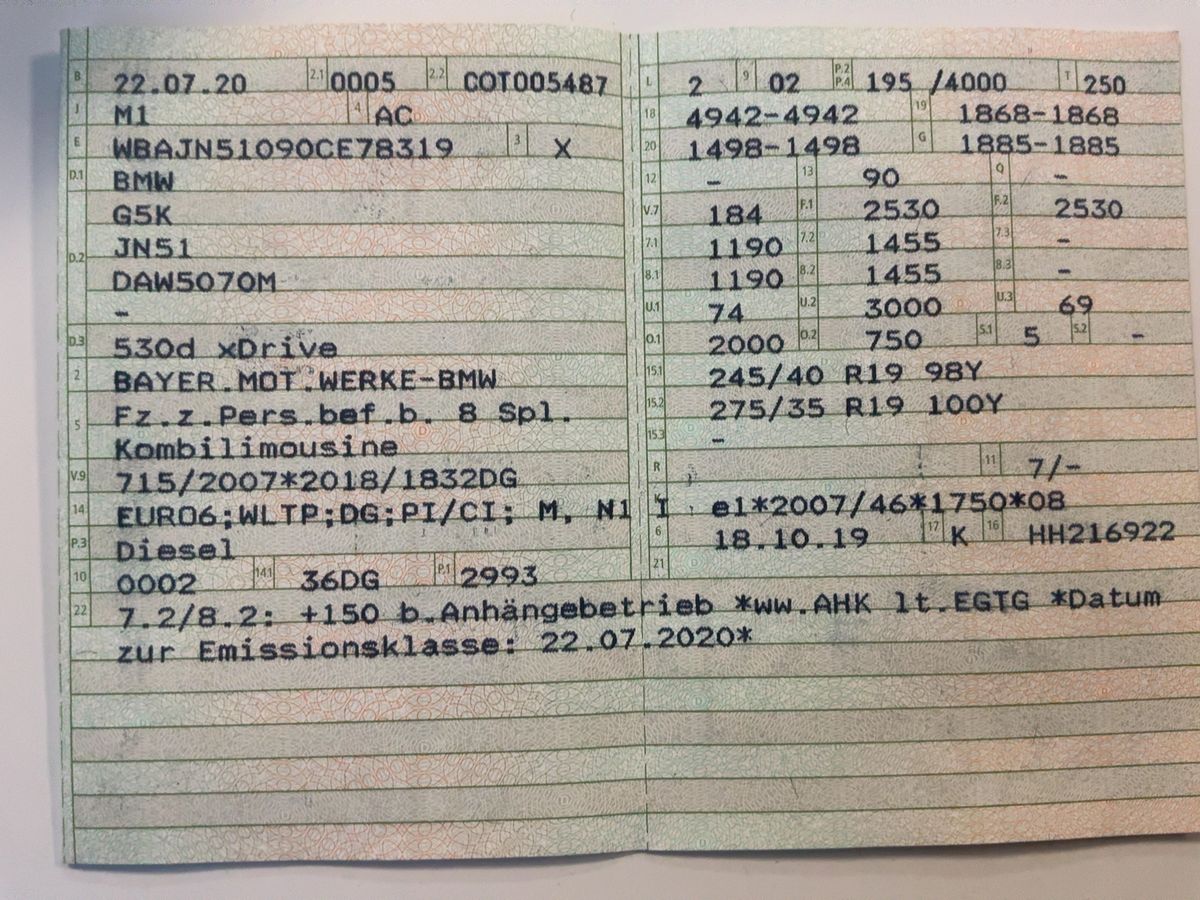 B 22.07.20 2.1 0005 2.2 COT005487
J M1 4 AC
E WBAJN51090CE78319 3 X
D.1 BMW
G5K
D.2 JN51
DAW5070M
-
D.3 530d xDrive
2 BAYER.MOT.WERKE-BMW
5 Fz.z.Pers.bef.b. 8 Spl.
Kombilimousine
V.9 715/2007*2018/1832DG
14 EURO6;WLTP;DG;PI/CI; M, N1 I
P.3 Diesel
10 0002 14.1 36DG P.1 2993
L 2 9 02 P.2 P.4 195 /4000 T 250
18 4942-4942 19 1868-1868
20 1498-1498 G 1885-1885
12 - 13 90 Q -
V.7 184 F.1 2530 F.2 2530
7.1 1190 7.2 1455 7.3 -
8.1 1190 8.2 1455 8.3 -
U.1 74 U.2 3000 U.3 69
O.1 2000 O.2 750 S.1 5 S.2 -
15.1 245/40 R19 98Y
15.2 275/35 R19 100Y
15.3 -
R 11 7/-
K e1*2007/46*1750*08
6 18.10.19 17 K 16 HH216922
21
22 7.2/8.2: +150 b.Anhängebetrieb *ww.AHK lt.EGTG *Datum
zur Emissionsklasse: 22.07.2020*